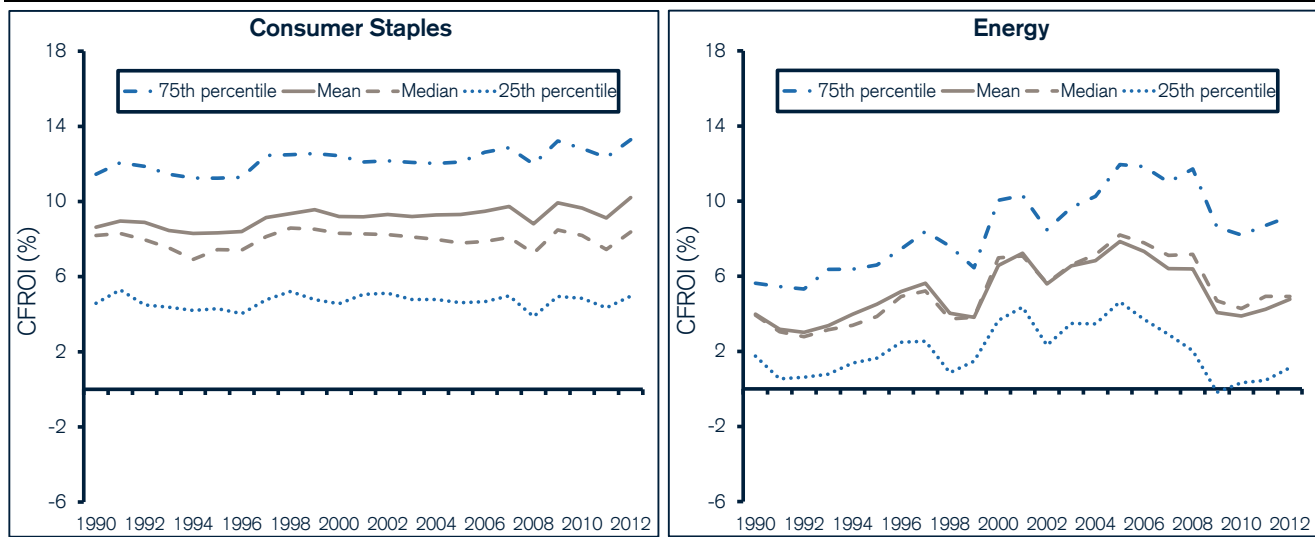 Consumer Staples
18
75th percentile Mean Median 25th percentile
14
10
6
2
-2
-6
CFROI (%)
1990 1992 1994 1996 1998 2000 2002 2004 2006 2008 2010 2012
Energy
18
75th percentile Mean Median 25th percentile
14
10
6
2
-2
-6
CFROI (%)
1990 1992 1994 1996 1998 2000 2002 2004 2006 2008 2010 2012